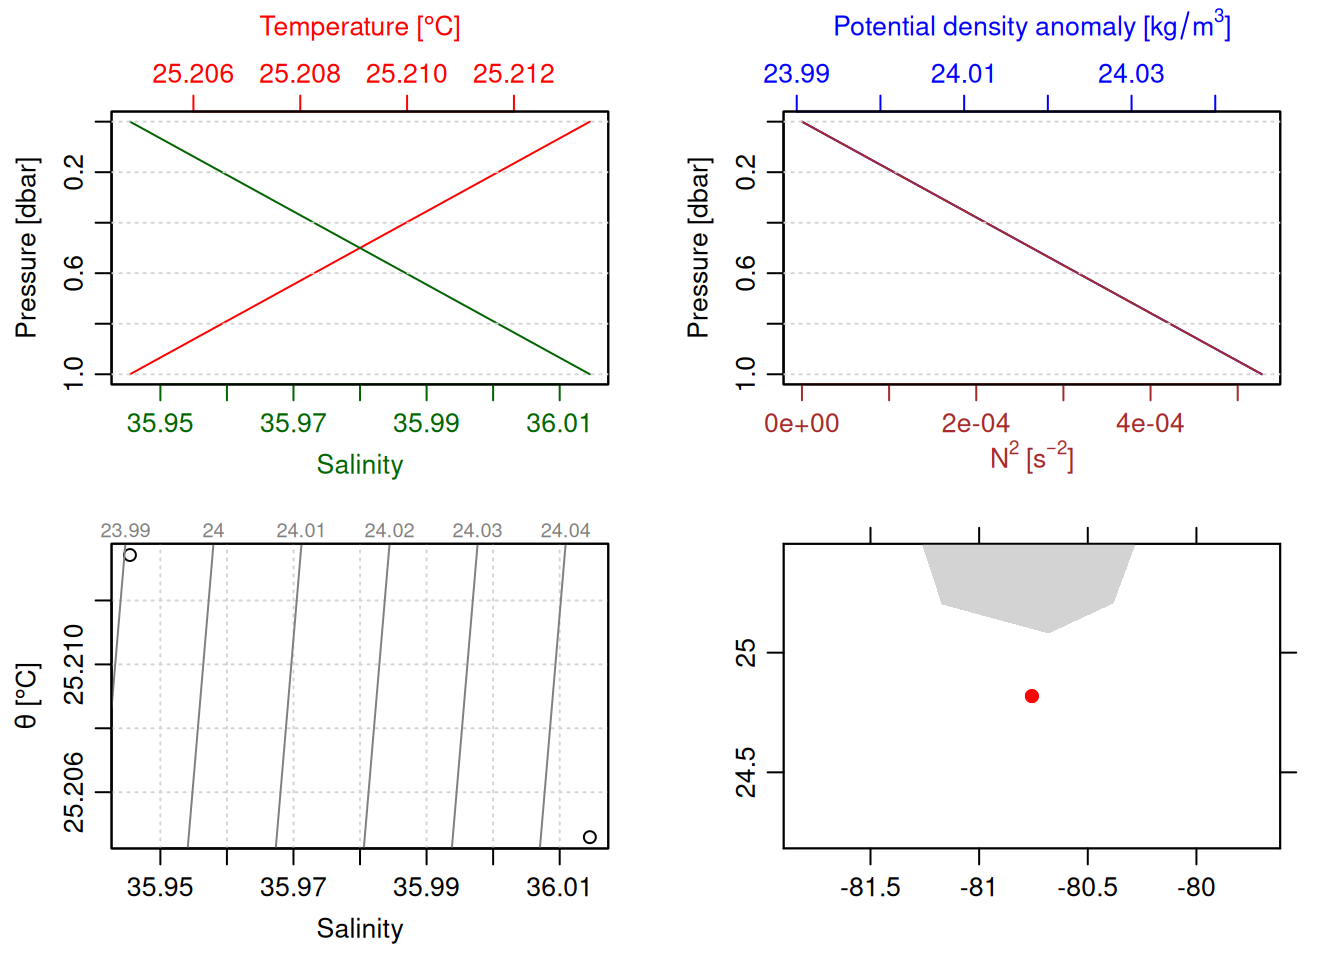 Temperature [°C]
25.206 25.208 25.210 25.212
Pressure [dbar]
0.2
0.6
1.0
35.95 35.97 35.99 36.01
Salinity
Potential density anomaly [kg/m³]
23.99 24.01 24.03
Pressure [dbar]
0.2
0.6
1.0
0e+00 2e-04 4e-04
N² [s⁻²]
23.99 24 24.01 24.02 24.03 24.04
θ [°C]
25.210
25.206
35.95 35.97 35.99 36.01
Salinity
25
24.5
-81.5 -81 -80.5 -80